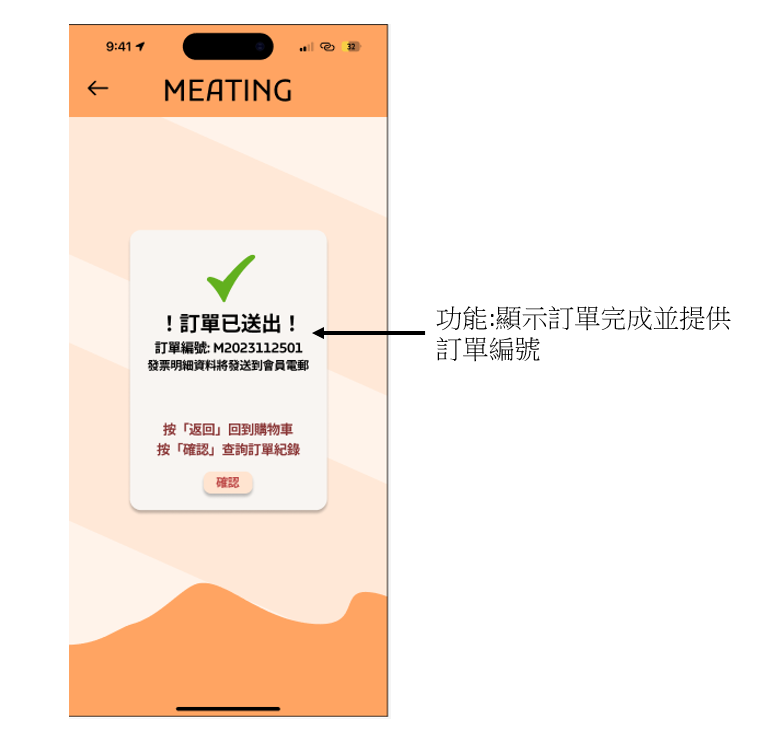 9:41
32
MEATING
！訂單已送出！
訂單編號: M2023112501
發票明細資料將發送到會員電郵
按「返回」回到購物車
按「確認」查詢訂單紀錄
確認
功能:顯示訂單完成並提供
訂單編號